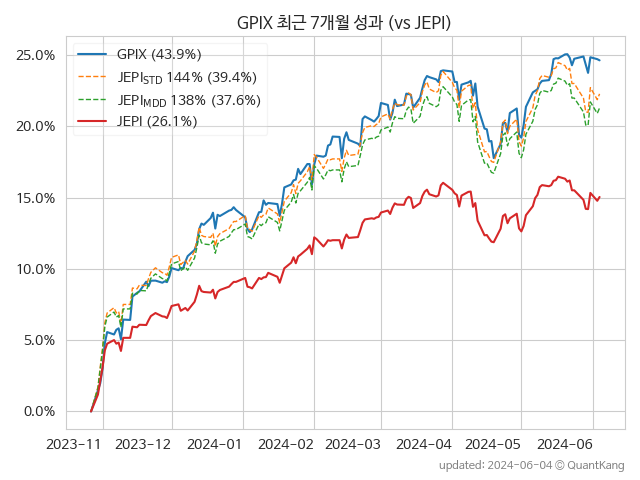 GPIX 최근 7개월 성과 (vs JEPI)
GPIX (43.9%)
JEPI_STD 144% (39.4%)
JEPI_MDD 138% (37.6%)
JEPI (26.1%)
25.0%
20.0%
15.0%
10.0%
5.0%
0.0%
2023-11 2023-12 2024-01 2024-02 2024-03 2024-04 2024-05 2024-06
updated: 2024-06-04 © QuantKang